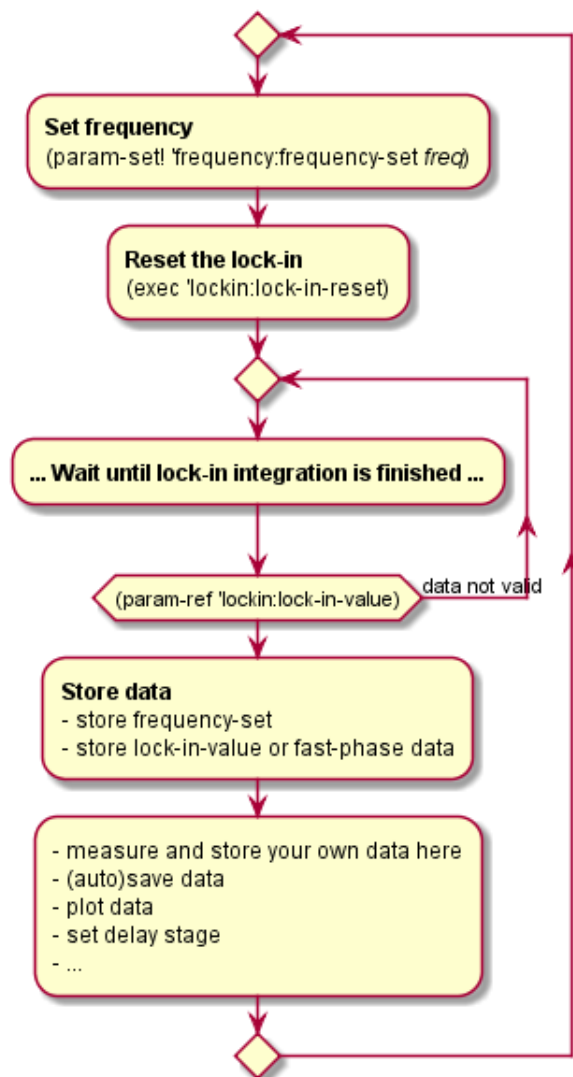 Set frequency
(param-set! 'frequency:frequency-set freq)
Reset the lock-in
(exec 'lockin:lock-in-reset)
... Wait until lock-in integration is finished ...
(param-ref 'lockin:lock-in-value)
data not valid
Store data
- store frequency-set
- store lock-in-value or fast-phase data
- measure and store your own data here
- (auto)save data
- plot data
- set delay stage
- ...